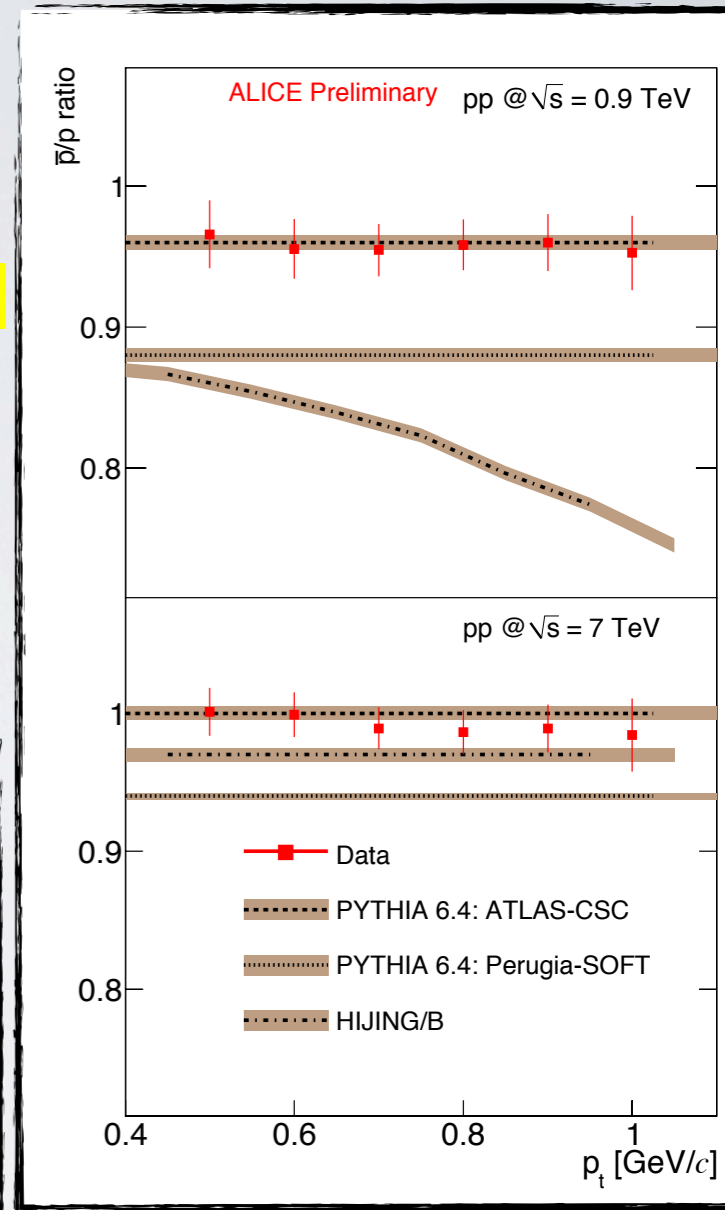 p̅/p ratio
ALICE Preliminary pp @ √s = 0.9 TeV
1
0.9
0.8
pp @ √s = 7 TeV
1
0.9
0.8
Data
PYTHIA 6.4: ATLAS-CSC
PYTHIA 6.4: Perugia-SOFT
HIJING/B
0.4 0.6 0.8 1
p_t [GeV/c]